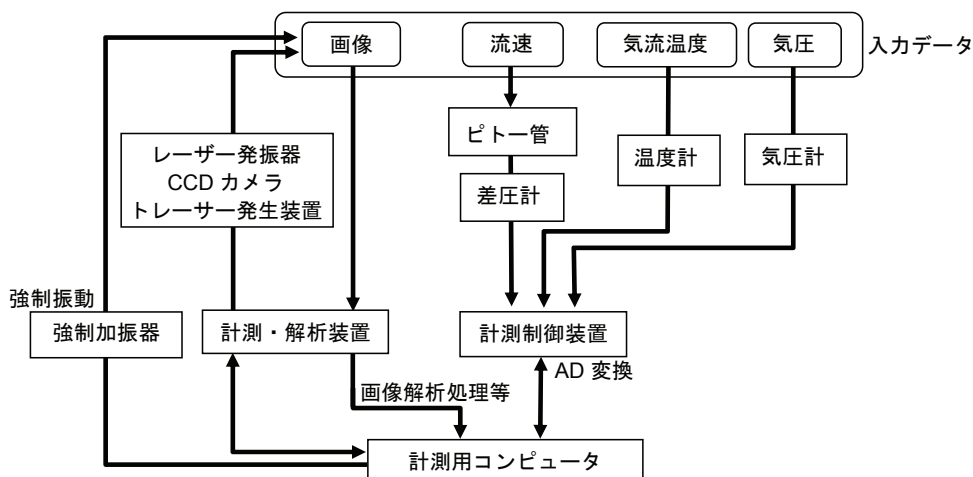 画像
流速
気流温度
気圧
入力データ
ピトー管
レーザー発振器
CCD カメラ
トレーサー発生装置
温度計
気圧計
差圧計
強制振動
強制加振器
計測・解析装置
計測制御装置
AD 変換
画像解析処理等
計測用コンピュータ